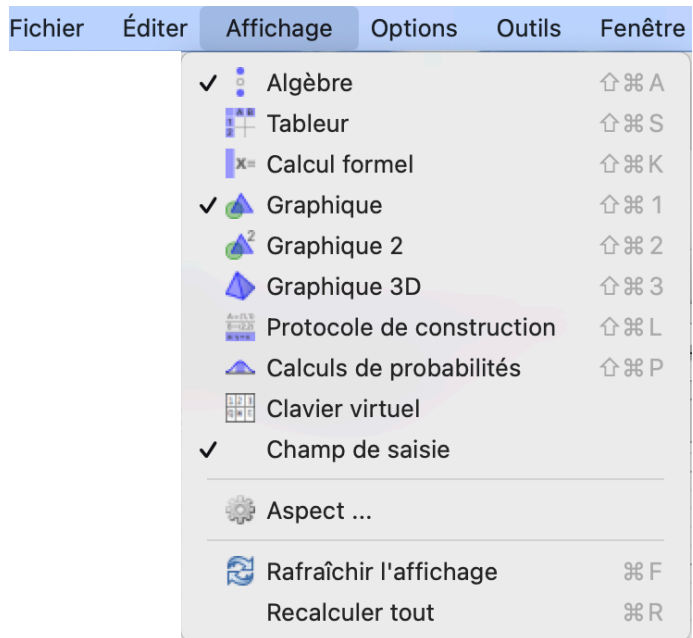 Fichier Éditer Affichage Options Outils Fenêtre
✓ Algèbre ⇧⌘A
Tableur ⇧⌘S
Calcul formel ⇧⌘K
✓ Graphique ⇧⌘1
Graphique 2 ⇧⌘2
Graphique 3D ⇧⌘3
Protocole de construction ⇧⌘L
Calculs de probabilités ⇧⌘P
Clavier virtuel
✓ Champ de saisie
Aspect ...
Rafraîchir l'affichage ⌘F
Recalculer tout ⌘R